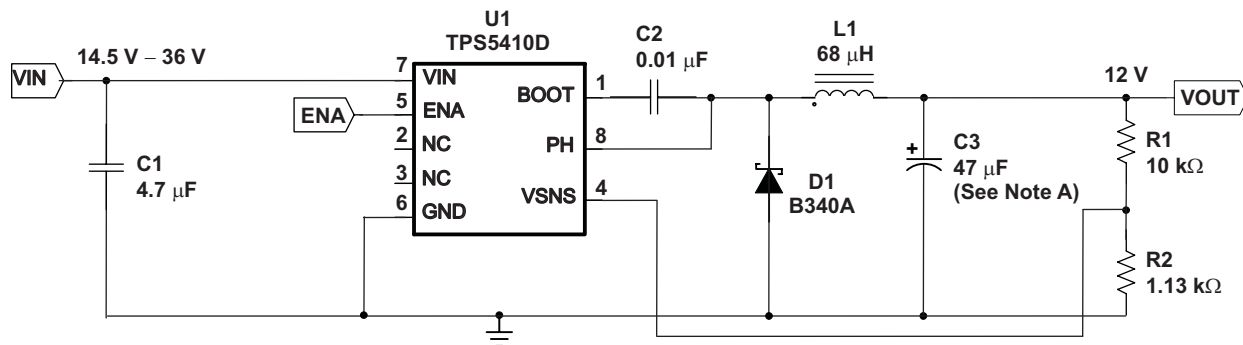 U1
TPS5410D
C2
0.01 μF
L1
68 μH
14.5 V – 36 V
12 V
VIN
VOUT
ENA
7
VIN
5
ENA
2
NC
3
NC
6
GND
BOOT
1
PH
8
VSNS
4
C1
4.7 μF
D1
B340A
+
C3
47 μF
(See Note A)
R1
10 kΩ
R2
1.13 kΩ